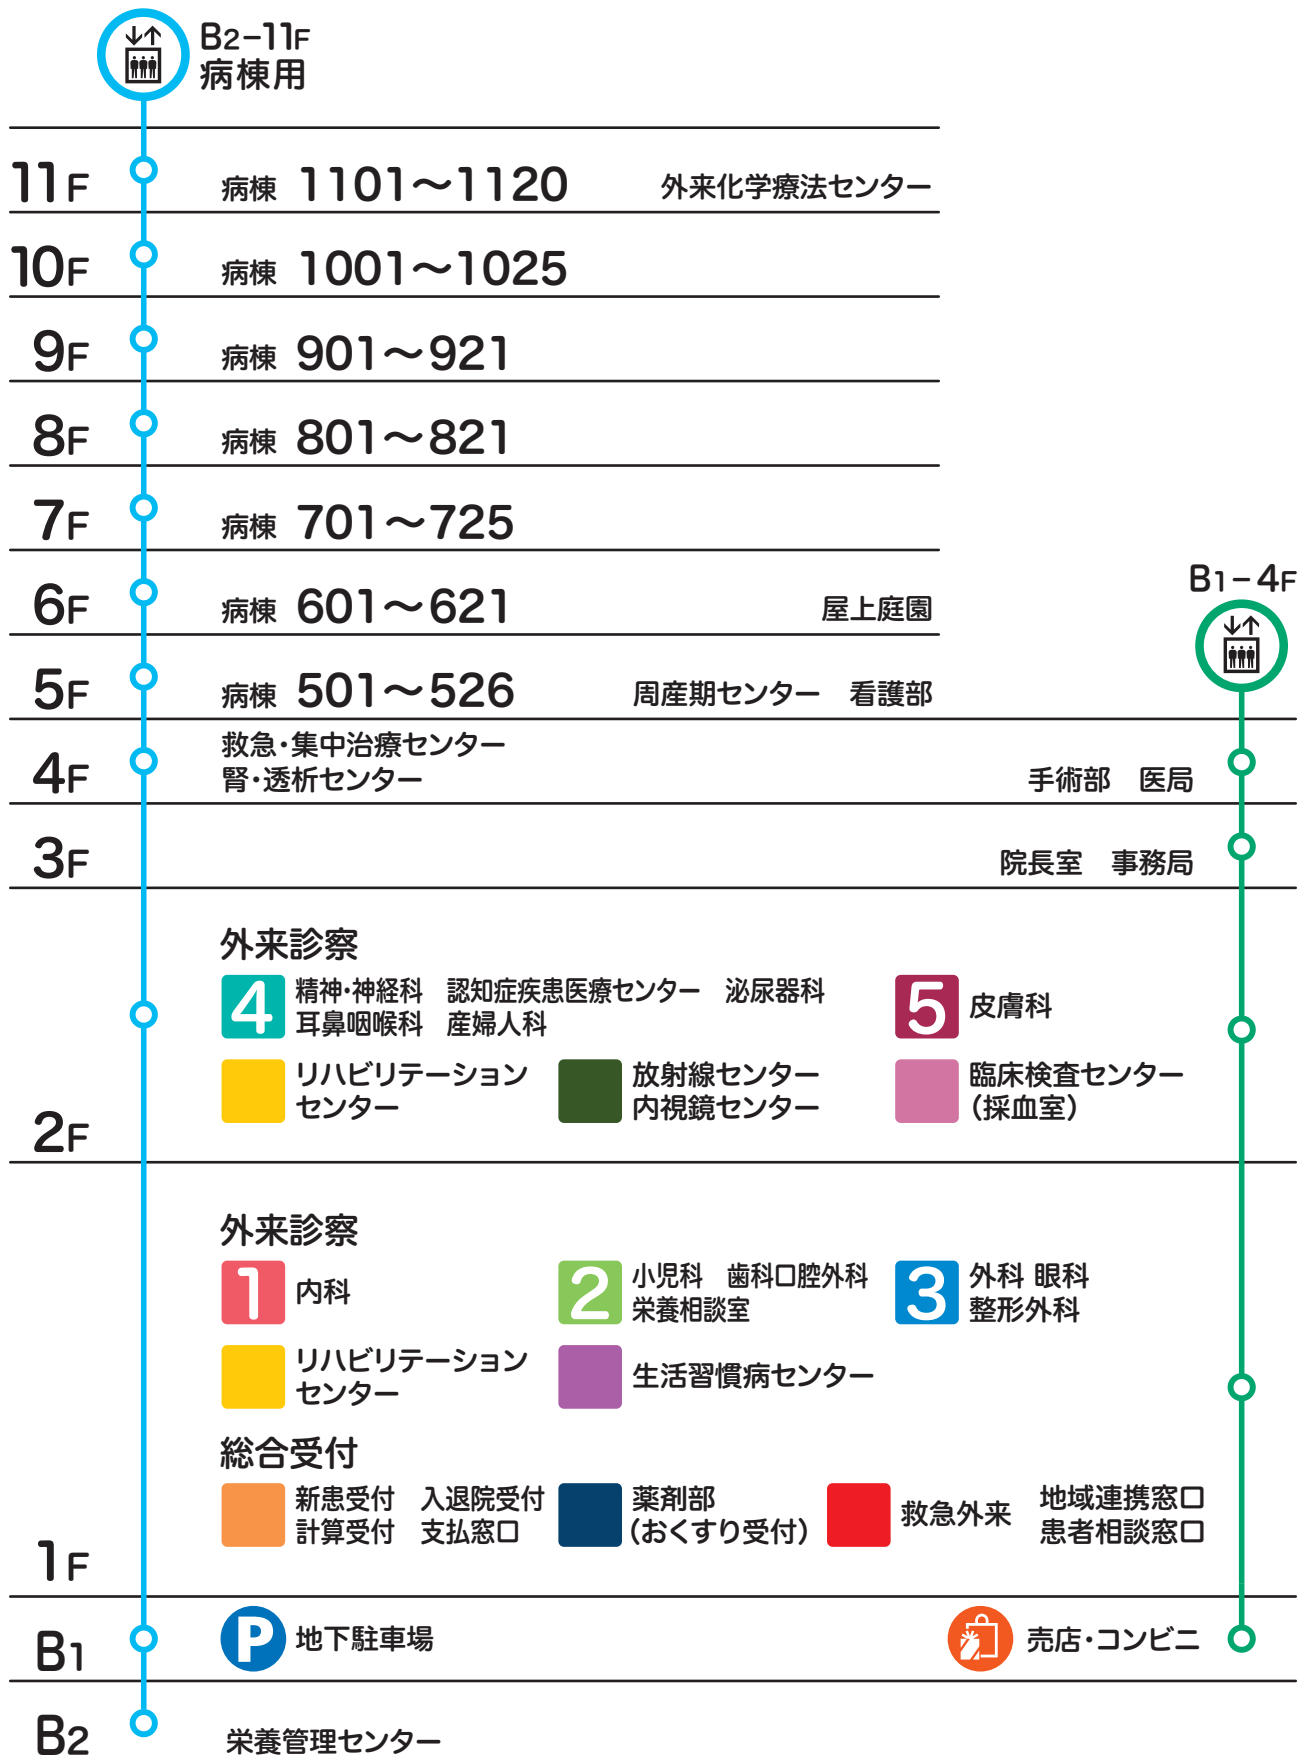 B2−11F
病棟用
11F 病棟 1101〜1120 外来化学療法センター
10F 病棟 1001〜1025
9F 病棟 901〜921
8F 病棟 801〜821
7F 病棟 701〜725
B1−4F
6F 病棟 601〜621 屋上庭園
5F 病棟 501〜526 周産期センター 看護部
救急・集中治療センター
4F 腎・透析センター 手術部 医局
3F 院長室 事務局
外来診察
4 精神・神経科 認知症疾患医療センター 泌尿器科
耳鼻咽喉科 産婦人科
5 皮膚科
リハビリテーション
センター
放射線センター
内視鏡センター
臨床検査センター
（採血室）
2F
外来診察
1 内科
2 小児科 歯科口腔外科
栄養相談室
3 外科 眼科
整形外科
リハビリテーション
センター
生活習慣病センター
総合受付
新患受付 入退院受付
計算受付 支払窓口
薬剤部
（おくすり受付）
救急外来
地域連携窓口
患者相談窓口
1F
B1 P 地下駐車場 売店・コンビニ
B2 栄養管理センター